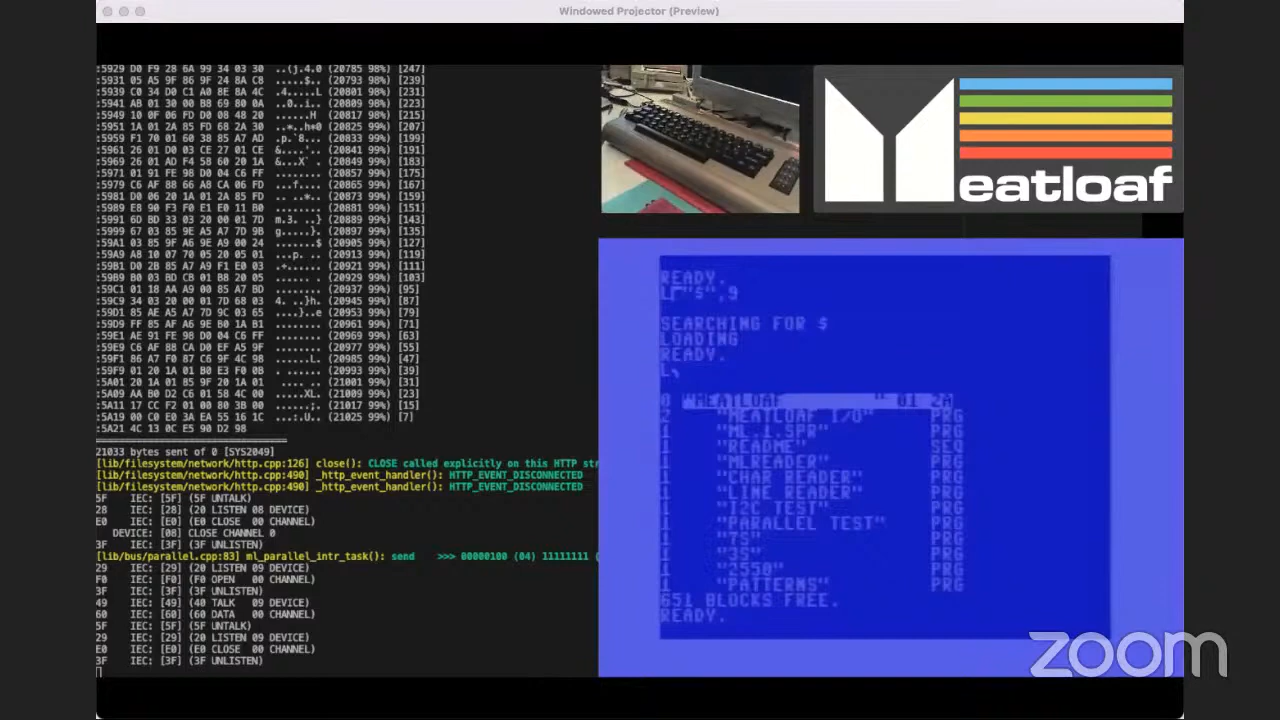 Windowed Projector (Preview)
:5929 D0 F9 28 6A 99 34 03 30 ..(j.4.0 (20785 98%) [247]
:5931 05 A5 9F 86 9F 24 8A C8 .....$.. (20793 98%) [239]
:5939 C0 34 D0 C1 A0 8E 8A 4C .4.....L (20801 98%) [231]
:5941 AB 01 30 00 B8 69 80 0A ..0..i.. (20809 98%) [223]
:5949 10 0F 06 FD D0 08 48 20 ......H  (20817 98%) [215]
:5951 1A 01 2A 85 FD 68 2A 30 ..*..h*0 (20825 99%) [207]
:5959 F1 70 01 60 38 85 A7 AD .p.`8... (20833 99%) [199]
:5961 26 01 D0 03 CE 27 01 CE &....'.. (20841 99%) [191]
:5969 26 01 AD F4 58 60 20 1A &...X` . (20849 99%) [183]
:5971 01 91 FE 98 D0 04 C6 FF ........ (20857 99%) [175]
:5979 C6 AF 88 66 A8 CA 06 FD ...f.... (20865 99%) [167]
:5981 D0 06 20 1A 01 2A 85 FD .. ..*.. (20873 99%) [159]
:5989 E8 90 F3 F0 E1 E0 11 B0 ........ (20881 99%) [151]
:5991 6D BD 33 03 20 00 01 7D m.3. ..} (20889 99%) [143]
:5999 67 03 85 9E A5 A7 7D 9B g.....}. (20897 99%) [135]
:59A1 03 85 9F A6 9E A9 00 24 .......$ (20905 99%) [127]
:59A9 A8 10 07 70 05 20 05 01 ...p. .. (20913 99%) [119]
:59B1 D0 2B 85 A7 A9 F1 E0 03 .+...... (20921 99%) [111]
:59B9 B0 03 BD CB 01 B8 20 05 ...... . (20929 99%) [103]
:59C1 01 18 AA A9 00 85 A7 BD ........ (20937 99%) [95]
:59C9 34 03 20 00 01 7D 68 03 4. ..}h. (20945 99%) [87]
:59D1 85 AE A5 A7 7D 9C 03 65 ....}..e (20953 99%) [79]
:59D9 FF 85 AF A6 9E B0 1A B1 ........ (20961 99%) [71]
:59E1 AE 91 FE 98 D0 04 C6 FF ........ (20969 99%) [63]
:59E9 C6 AF 88 CA D0 EF A5 9F ........ (20977 99%) [55]
:59F1 86 A7 F0 87 C6 9F 4C 98 ......L. (20985 99%) [47]
:59F9 01 20 1A 01 B0 E3 F0 0B . ...... (20993 99%) [39]
:5A01 20 1A 01 85 9F 20 1A 01  .... .. (21001 99%) [31]
:5A09 AA B0 D2 C6 01 58 4C 00 .....XL. (21009 99%) [23]
:5A11 17 CC F2 01 00 80 3B 00 ......;. (21017 99%) [15]
:5A19 00 C0 E0 3A EA 55 16 1C ...:.U.. (21025 99%) [7]
:5A21 4C 13 0C E5 90 D2 98
21033 bytes sent of 0 [SYS2049]
[lib/filesystem/network/http.cpp:126] close(): CLOSE called explicitly on this HTTP str
[lib/filesystem/network/http.cpp:490] _http_event_handler(): HTTP_EVENT_DISCONNECTED
[lib/filesystem/network/http.cpp:490] _http_event_handler(): HTTP_EVENT_DISCONNECTED
5F IEC: [5F] (5F UNTALK)
28 IEC: [28] (20 LISTEN 08 DEVICE)
E0 IEC: [E0] (E0 CLOSE 00 CHANNEL)
DEVICE: [08] CLOSE CHANNEL 0
3F IEC: [3F] (3F UNLISTEN)
[lib/bus/parallel.cpp:83] ml_parallel_intr_task(): send >>> 00000100 (04) 11111111 (
29 IEC: [29] (20 LISTEN 09 DEVICE)
F0 IEC: [F0] (F0 OPEN 00 CHANNEL)
3F IEC: [3F] (3F UNLISTEN)
49 IEC: [49] (40 TALK 09 DEVICE)
60 IEC: [60] (60 DATA 00 CHANNEL)
5F IEC: [5F] (5F UNTALK)
29 IEC: [29] (20 LISTEN 09 DEVICE)
E0 IEC: [E0] (E0 CLOSE 00 CHANNEL)
3F IEC: [3F] (3F UNLISTEN)
Meatloaf
READY.
"$",9
SEARCHING FOR $
LOADING
READY.
0 "MEATLOAF " 01 2A
2 "MEATLOAF I/O" PRG
1 "ML.1.SPR" PRG
1 "README" SEQ
1 "MLREADER" PRG
1 "CHAR READER" PRG
1 "LINE READER" PRG
1 "I2C TEST" PRG
1 "PARALLEL TEST" PRG
1 "7S" PRG
1 "3S" PRG
1 "2550" PRG
1 "PATTERNS" PRG
651 BLOCKS FREE.
READY.
zoom